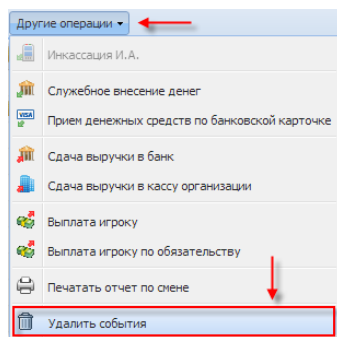 Другие операции
Инкассация И.А.
Служебное внесение денег
VISA
Прием денежных средств по банковской карточке
Сдача выручки в банк
Сдача выручки в кассу организации
Выплата игроку
Выплата игроку по обязательству
Печатать отчет по смене
Удалить события